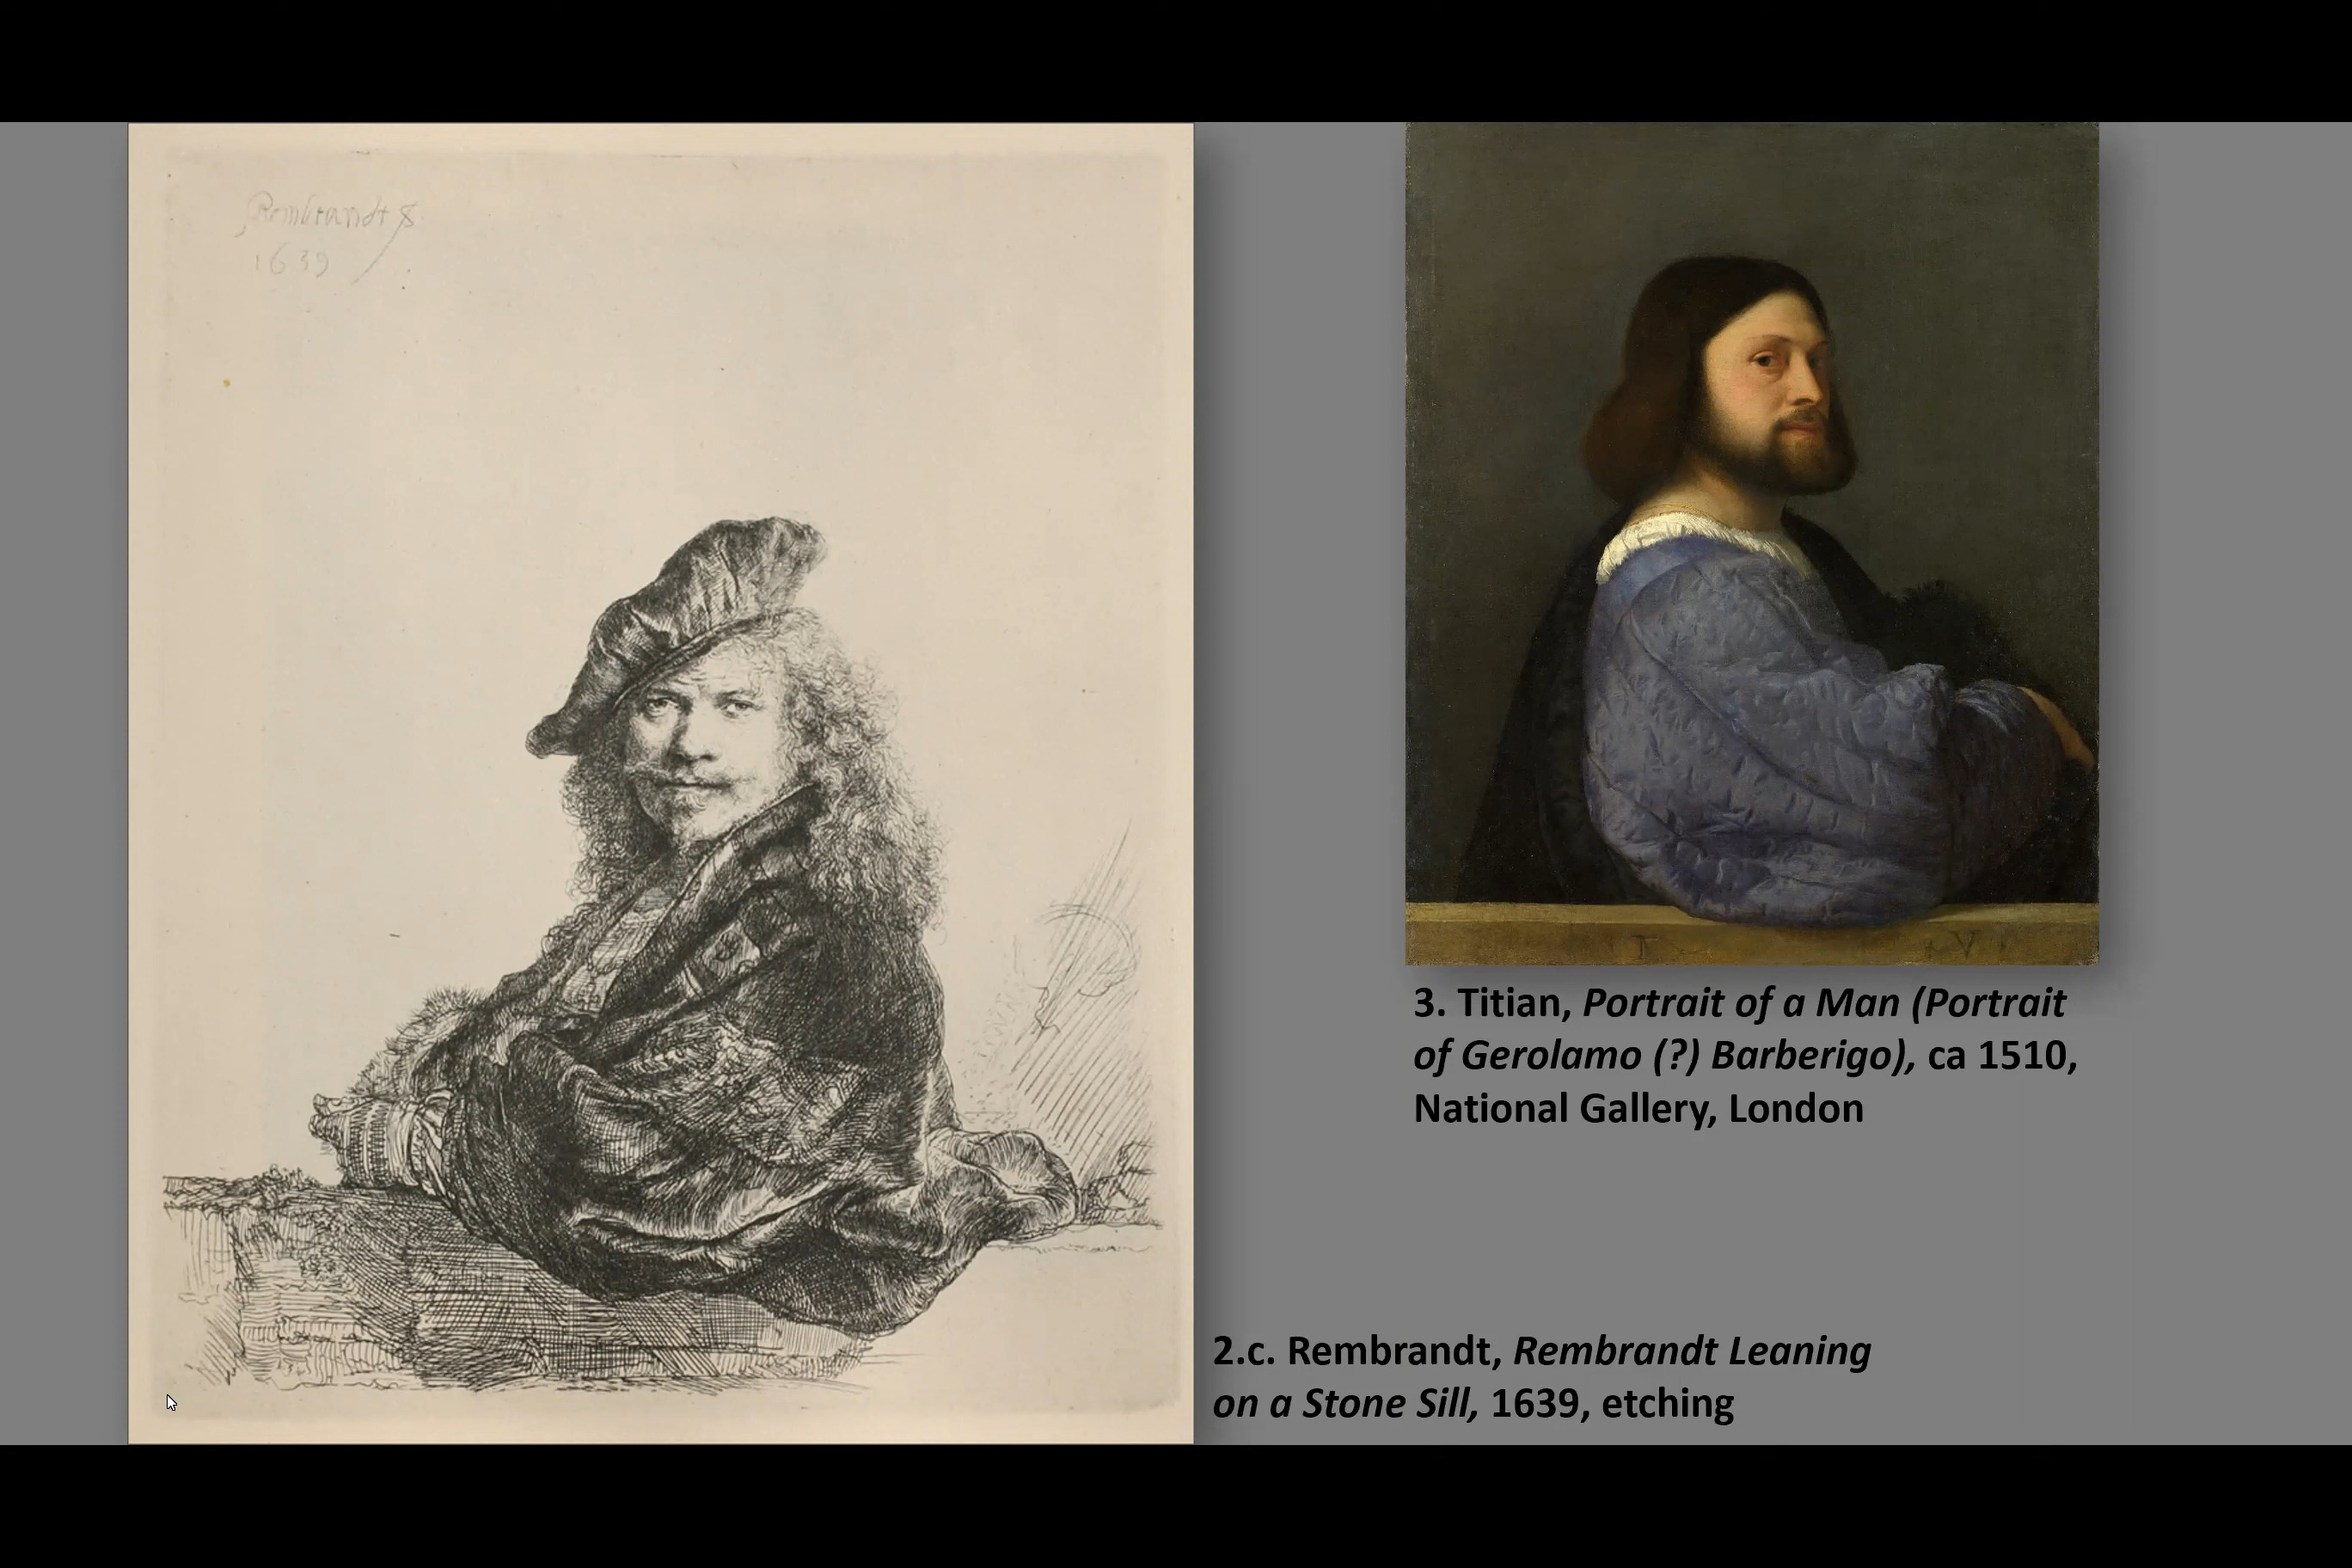 Rembrandt f
1639
3. Titian, Portrait of a Man (Portrait
of Gerolamo (?) Barberigo), ca 1510,
National Gallery, London
T V
2.c. Rembrandt, Rembrandt Leaning
on a Stone Sill, 1639, etching